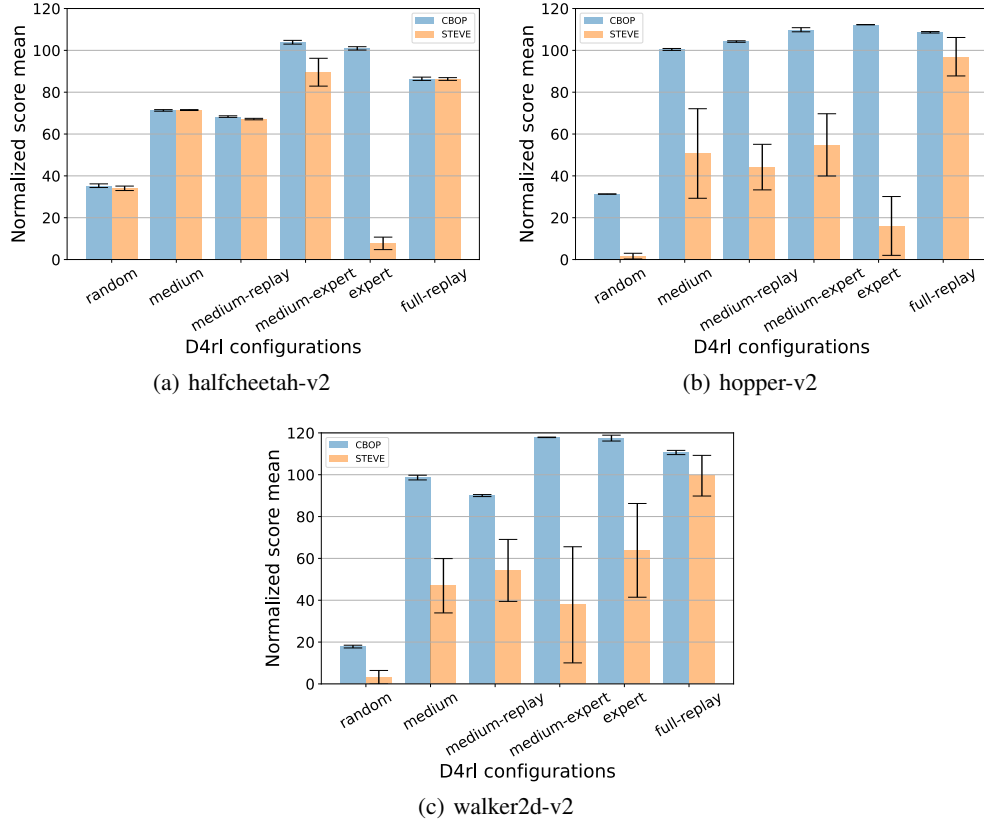 120
100
80
60
40
20
0
Normalized score mean
CBOP
STEVE
random
medium
medium-replay
medium-expert
expert
full-replay
D4rl configurations
(a) halfcheetah-v2
120
100
80
60
40
20
0
Normalized score mean
CBOP
STEVE
random
medium
medium-replay
medium-expert
expert
full-replay
D4rl configurations
(b) hopper-v2
120
100
80
60
40
20
0
Normalized score mean
CBOP
STEVE
random
medium
medium-replay
medium-expert
expert
full-replay
D4rl configurations
(c) walker2d-v2